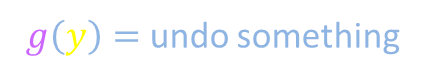 g(y) = undo something